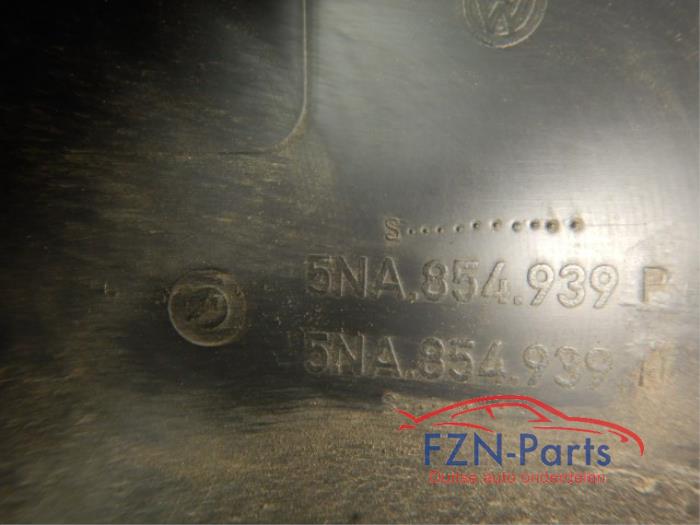 S..........
5NA.854.939 P
5NA.854.939.
S.......
FZN-Parts
Duitse auto onderdelen